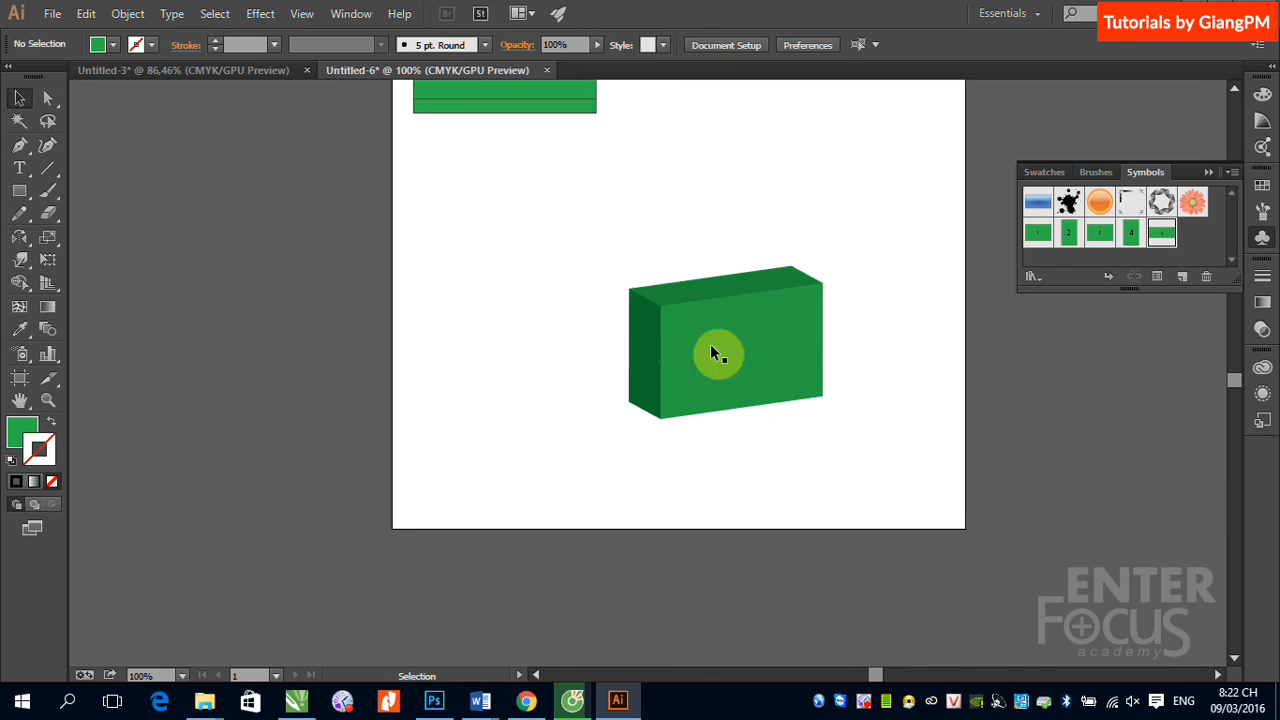 Ai File Edit Object Type Select Effect View Window Help Br St Essentials
Tutorials by GiangPM
No Selection Stroke: 5 pt. Round Opacity: 100% Style: Document Setup Preferences
Untitled-3* @ 86,46% (CMYK/GPU Preview) × Untitled-6* @ 100% (CMYK/GPU Preview) ×
Swatches Brushes Symbols
1 2 3 4
ENTER
FOCUS
academy
100% 1 Selection
Ps Ai ENG 8:22 CH
09/03/2016